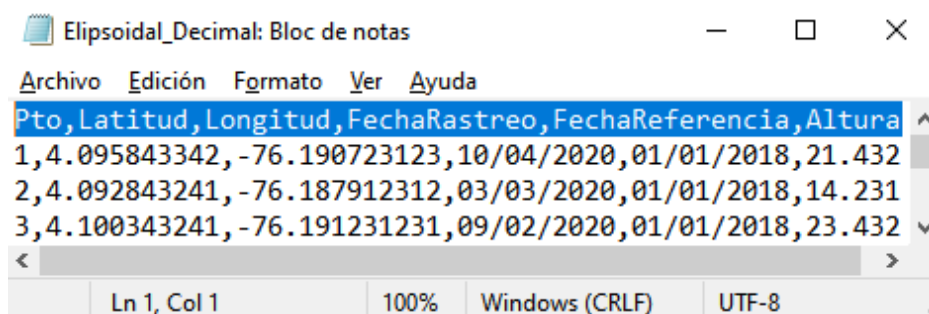 Elipsoidal_Decimal: Bloc de notas
Archivo Edición Formato Ver Ayuda
Pto,Latitud,Longitud,FechaRastreo,FechaReferencia,Altura
1,4.095843342,-76.190723123,10/04/2020,01/01/2018,21.432
2,4.092843241,-76.187912312,03/03/2020,01/01/2018,14.231
3,4.100343241,-76.191231231,09/02/2020,01/01/2018,23.432
Ln 1, Col 1 100% Windows (CRLF) UTF-8